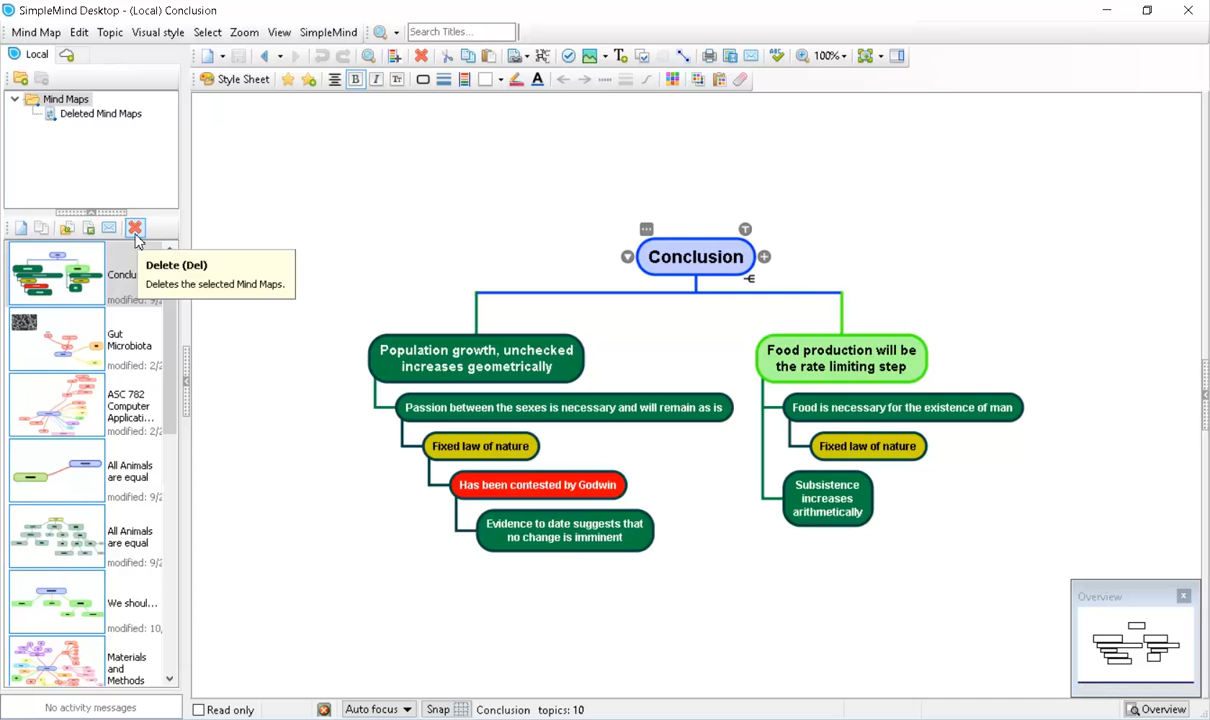 SimpleMind Desktop - (Local) Conclusion
Mind Map Edit Topic Visual style Select Zoom View SimpleMind Search Titles...
Local
100%
Style Sheet
B I Tr
Mind Maps
Deleted Mind Maps
Delete (Del)
Deletes the selected Mind Maps.
Conclu
modified: 9/2
Gut
Microbiota
modified: 2/2
ASC 782
Computer
Applicati...
modified: 2/2
All Animals
are equal
modified: 9/2
All Animals
are equal
modified: 9/2
We shoul...
modified: 10,
Materials
and
Methods
No activity messages
Conclusion
Population growth, unchecked
increases geometrically
Passion between the sexes is necessary and will remain as is
Fixed law of nature
Has been contested by Godwin
Evidence to date suggests that
no change is imminent
Food production will be
the rate limiting step
Food is necessary for the existence of man
Fixed law of nature
Subsistence
increases
arithmetically
Overview
Read only Auto focus Snap Conclusion topics: 10 Overview